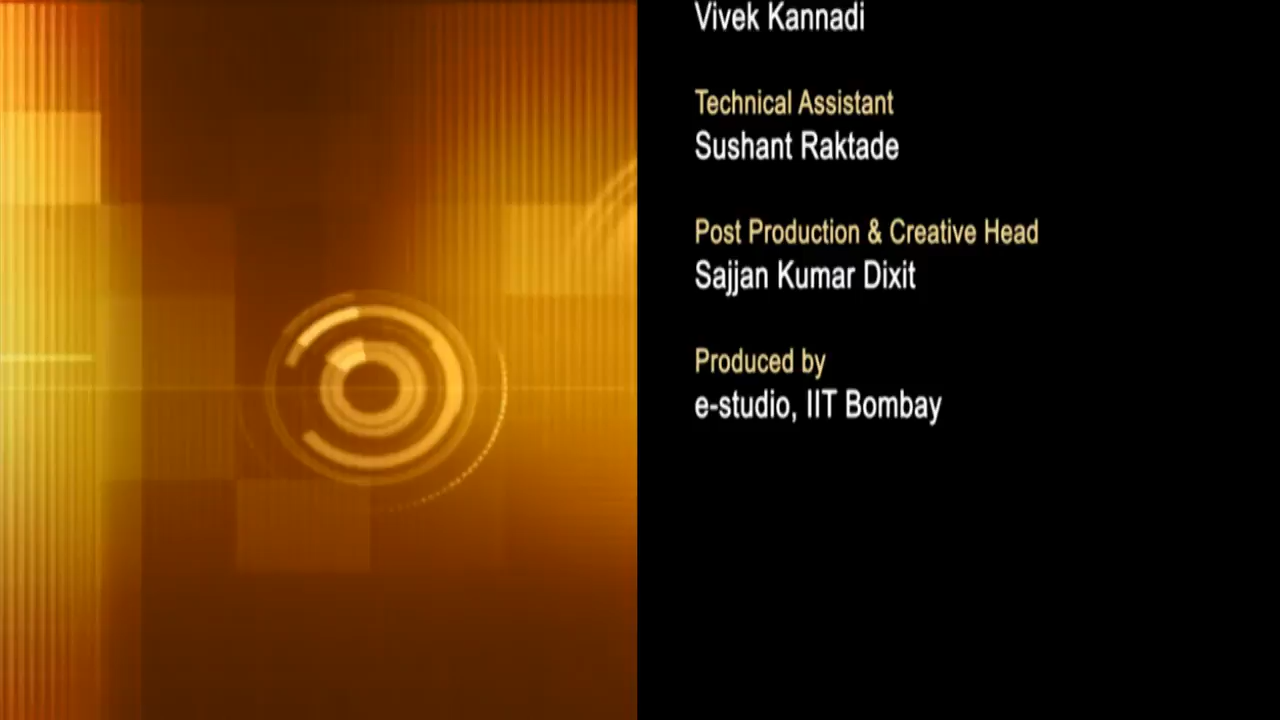 Vivek Kannadi
Technical Assistant
Sushant Raktade
Post Production & Creative Head
Sajjan Kumar Dixit
Produced by
e-studio, IIT Bombay